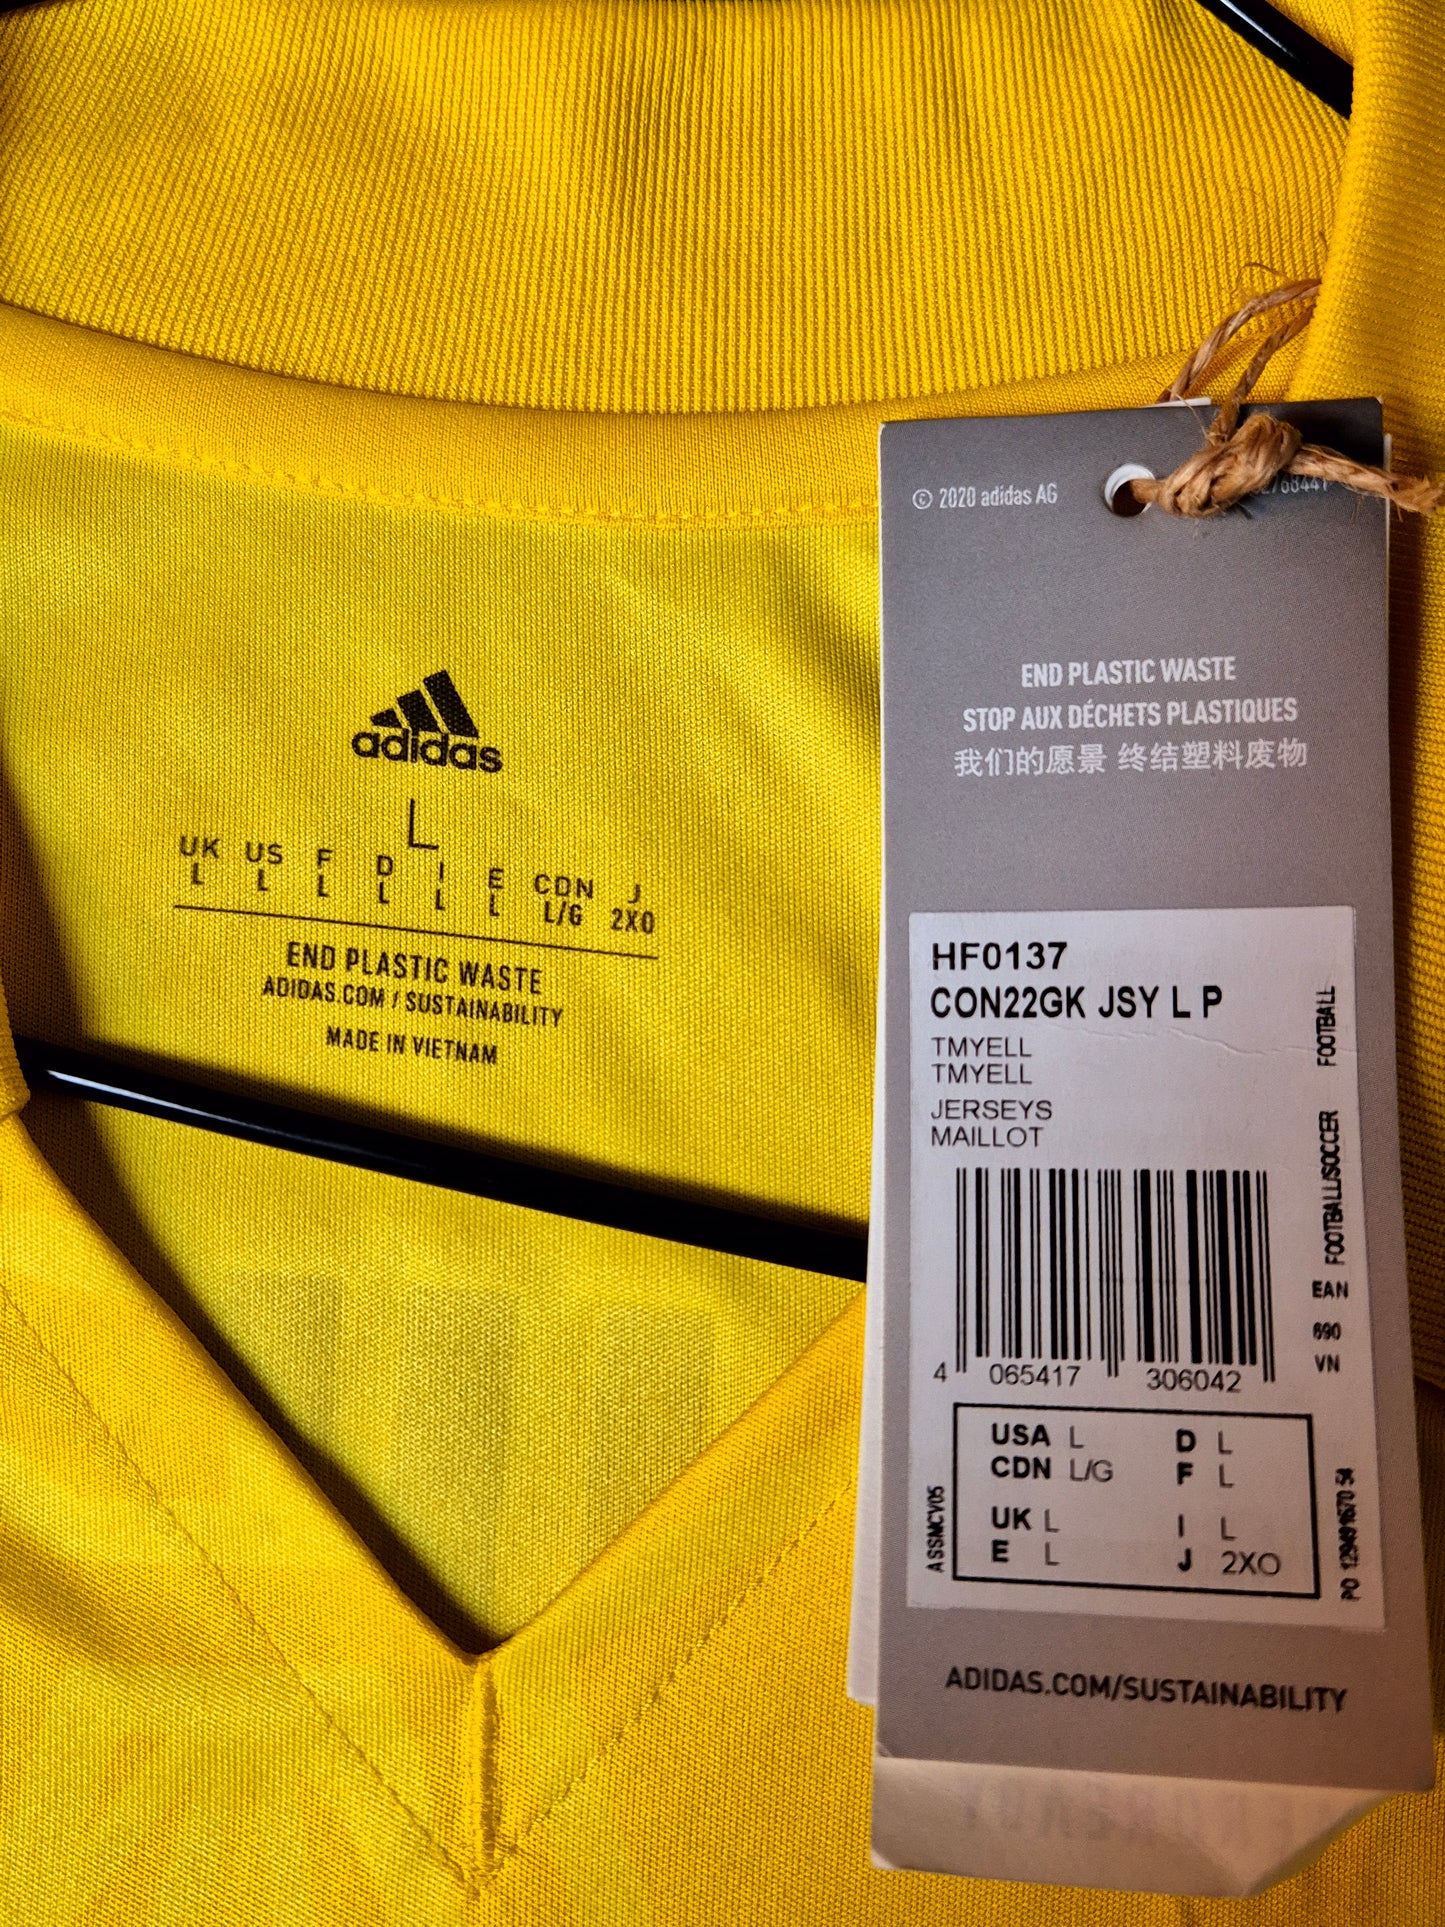 adidas
L
UK US F D I E CDN J
L L L L L L L/G 2XO
END PLASTIC WASTE
ADIDAS.COM / SUSTAINABILITY
MADE IN VIETNAM
© 2020 adidas AG
END PLASTIC WASTE
STOP AUX DÉCHETS PLASTIQUES
我们的愿景 终结塑料废物
HF0137
CON22GK JSY L P
TMYELL
TMYELL
JERSEYS
MAILLOT
FOOTBALL/SOCCER FOOTBALL
EAN
690
VN
4 065417 306042
USA L D L
CDN L/G F L
UK L I L
E L J 2XO
ASSMCV05
ADIDAS.COM/SUSTAINABILITY